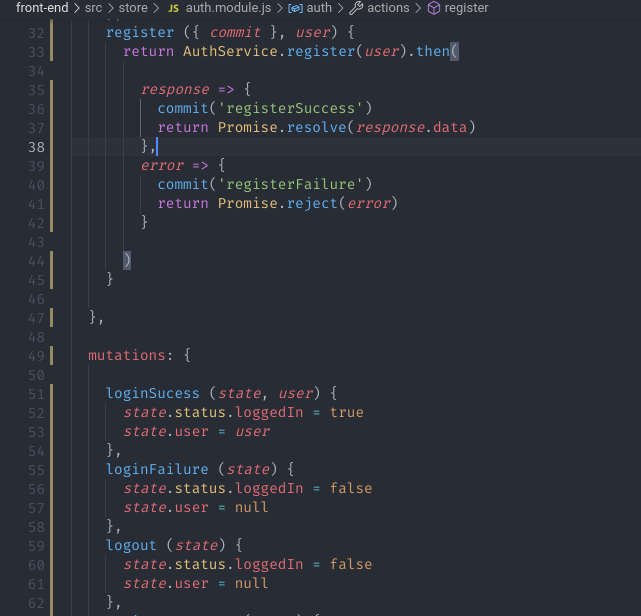 front-end > src > store > JS auth.module.js > auth > actions > register
32 register ({ commit }, user) {
33 return AuthService.register(user).then(
34
35 response => {
36 commit('registerSuccess')
37 return Promise.resolve(response.data)
38 },
39 error => {
40 commit('registerFailure')
41 return Promise.reject(error)
42 }
43
44 )
45 }
46
47 },
48
49 mutations: {
50
51 loginSucess (state, user) {
52 state.status.loggedIn = true
53 state.user = user
54 },
55 loginFailure (state) {
56 state.status.loggedIn = false
57 state.user = null
58 },
59 logout (state) {
60 state.status.loggedIn = false
61 state.user = null
62 },